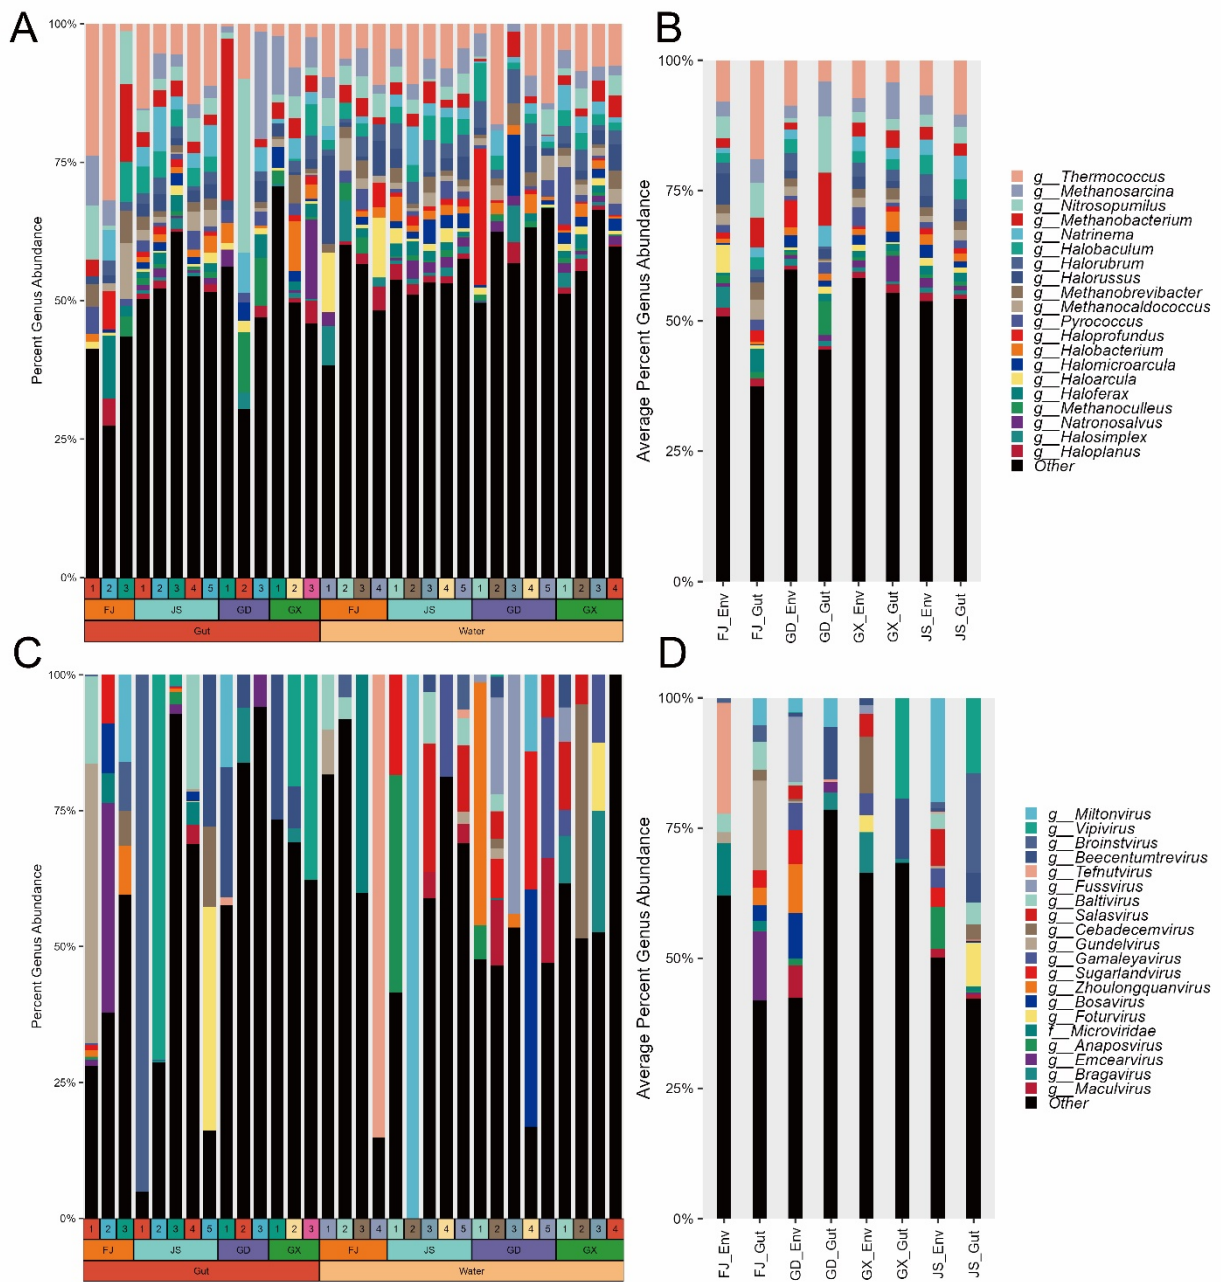 A
100%
75%
50%
25%
0%
Percent Genus Abundance
1 2 3 1 2 3 4 5 1 2 3 1 2 3 1 2 3 4 1 2 3 4 5 1 2 3 4 5 1 2 3 4
FJ JS GD GX FJ JS GD GX
Gut Water
B
100%
75%
50%
25%
0%
Average Percent Genus Abundance
FJ_Env FJ_Gut GD_Env GD_Gut GX_Env GX_Gut JS_Env JS_Gut
g__Thermococcus
g__Methanosarcina
g__Nitrosopumilus
g__Methanobacterium
g__Natrinema
g__Halobaculum
g__Halorubrum
g__Halorussus
g__Methanobrevibacter
g__Methanocaldococcus
g__Pyrococcus
g__Haloprofundus
g__Halobacterium
g__Halomicroarcula
g__Haloarcula
g__Haloferax
g__Methanoculleus
g__Natronosalvus
g__Halosimplex
g__Haloplanus
Other
C
100%
75%
50%
25%
0%
Percent Genus Abundance
1 2 3 1 2 3 4 5 1 2 3 1 2 3 1 2 3 4 1 2 3 4 5 1 2 3 4 5 1 2 3 4
FJ JS GD GX FJ JS GD GX
Gut Water
D
100%
75%
50%
25%
0%
Average Percent Genus Abundance
FJ_Env FJ_Gut GD_Env GD_Gut GX_Env GX_Gut JS_Env JS_Gut
g__Miltonvirus
g__Vipivirus
g__Broinstvirus
g__Beecentumtrevirus
g__Tefnutvirus
g__Fussvirus
g__Baltivirus
g__Salasvirus
g__Cebadecemvirus
g__Gundelvirus
g__Gamaleyavirus
g__Sugarlandvirus
g__Zhoulongquanvirus
g__Bosavirus
g__Foturvirus
f__Microviridae
g__Anaposvirus
g__Emcearvirus
g__Bragavirus
g__Maculvirus
Other